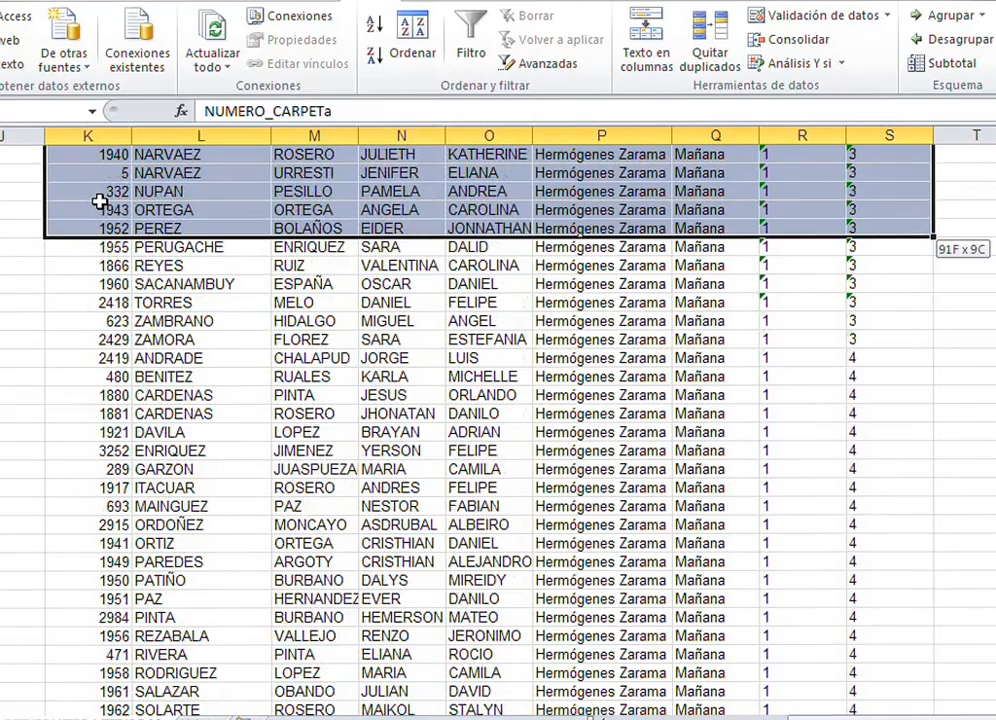 Access
web
texto
De otras
fuentes
Conexiones
existentes
Actualizar
todo
Conexiones
Propiedades
Editar vínculos
Ordenar
Filtro
Borrar
Volver a aplicar
Avanzadas
Texto en
columnas
Quitar
duplicados
Validación de datos
Consolidar
Análisis Y si
Agrupar
Desagrupar
Subtotal
btener datos externos
Conexiones
Ordenar y filtrar
Herramientas de datos
Esquema
fx NUMERO_CARPETa
J K L M N O P Q R S T
1940 NARVAEZ ROSERO JULIETH KATHERINE Hermógenes Zarama Mañana 1 3
5 NARVAEZ URRESTI JENIFER ELIANA Hermógenes Zarama Mañana 1 3
332 NUPAN PESILLO PAMELA ANDREA Hermógenes Zarama Mañana 1 3
1943 ORTEGA ORTEGA ANGELA CAROLINA Hermógenes Zarama Mañana 1 3
1952 PEREZ BOLAÑOS EIDER JONNATHAN Hermógenes Zarama Mañana 1 3
1955 PERUGACHE ENRIQUEZ SARA DALID Hermógenes Zarama Mañana 1 3 91F x 9C
1866 REYES RUIZ VALENTINA CAROLINA Hermógenes Zarama Mañana 1 3
1960 SACANAMBUY ESPAÑA OSCAR DANIEL Hermógenes Zarama Mañana 1 3
2418 TORRES MELO DANIEL FELIPE Hermógenes Zarama Mañana 1 3
623 ZAMBRANO HIDALGO MIGUEL ANGEL Hermógenes Zarama Mañana 1 3
2429 ZAMORA FLOREZ SARA ESTEFANIA Hermógenes Zarama Mañana 1 3
2419 ANDRADE CHALAPUD JORGE LUIS Hermógenes Zarama Mañana 1 4
480 BENITEZ RUALES KARLA MICHELLE Hermógenes Zarama Mañana 1 4
1880 CARDENAS PINTA JESUS ORLANDO Hermógenes Zarama Mañana 1 4
1881 CARDENAS ROSERO JHONATAN DANILO Hermógenes Zarama Mañana 1 4
1921 DAVILA LOPEZ BRAYAN ADRIAN Hermógenes Zarama Mañana 1 4
3252 ENRIQUEZ JIMENEZ YERSON FELIPE Hermógenes Zarama Mañana 1 4
289 GARZON JUASPUEZA MARIA CAMILA Hermógenes Zarama Mañana 1 4
1917 ITACUAR ROSERO ANDRES FELIPE Hermógenes Zarama Mañana 1 4
693 MAINGUEZ PAZ NESTOR FABIAN Hermógenes Zarama Mañana 1 4
2915 ORDOÑEZ MONCAYO ASDRUBAL ALBEIRO Hermógenes Zarama Mañana 1 4
1941 ORTIZ ORTEGA CRISTHIAN DANIEL Hermógenes Zarama Mañana 1 4
1949 PAREDES ARGOTY CRISTHIAN ALEJANDRO Hermógenes Zarama Mañana 1 4
1950 PATIÑO BURBANO DALYS MIREIDY Hermógenes Zarama Mañana 1 4
1951 PAZ HERNANDEZ EVER DANILO Hermógenes Zarama Mañana 1 4
2984 PINTA BURBANO HEMERSON MATEO Hermógenes Zarama Mañana 1 4
1956 REZABALA VALLEJO RENZO JERONIMO Hermógenes Zarama Mañana 1 4
471 RIVERA PINTA ELIANA ROCIO Hermógenes Zarama Mañana 1 4
1958 RODRIGUEZ LOPEZ MARIA CAMILA Hermógenes Zarama Mañana 1 4
1961 SALAZAR OBANDO JULIAN DAVID Hermógenes Zarama Mañana 1 4
1962 SOLARTE ROSERO MAIKOL STALYN Hermógenes Zarama Mañana 1 4